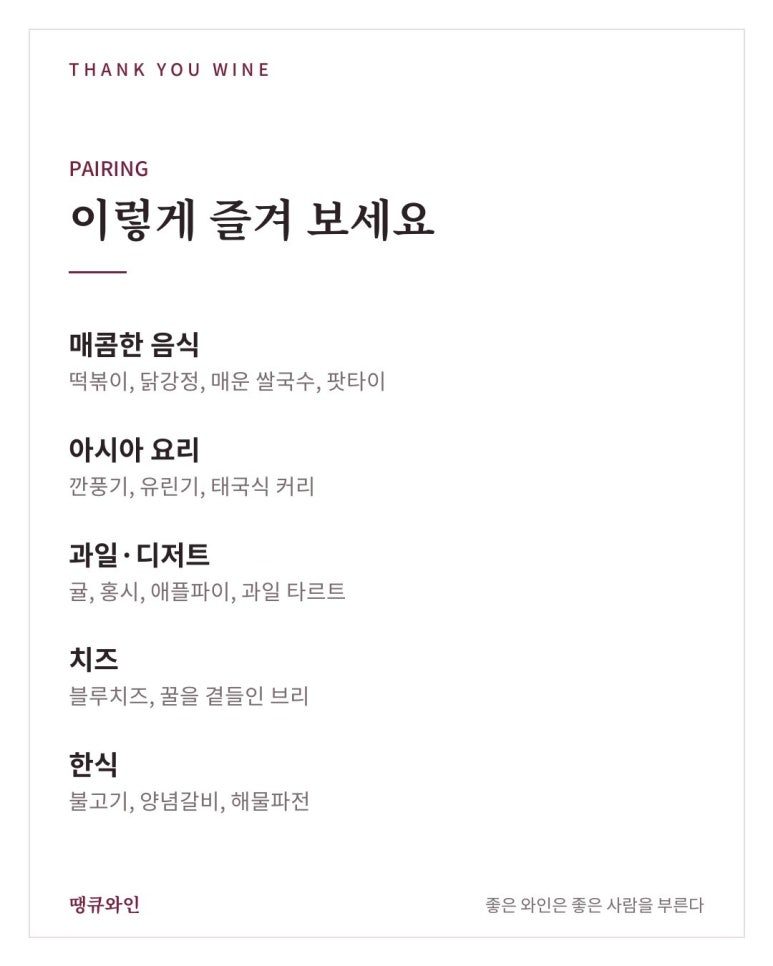 THANK YOU WINE
PAIRING
이렇게 즐겨 보세요
매콤한 음식
떡볶이, 닭강정, 매운 쌀국수, 팟타이
아시아 요리
깐풍기, 유린기, 태국식 커리
과일·디저트
귤, 홍시, 애플파이, 과일 타르트
치즈
블루치즈, 꿀을 곁들인 브리
한식
불고기, 양념갈비, 해물파전
땡큐와인
좋은 와인은 좋은 사람을 부른다